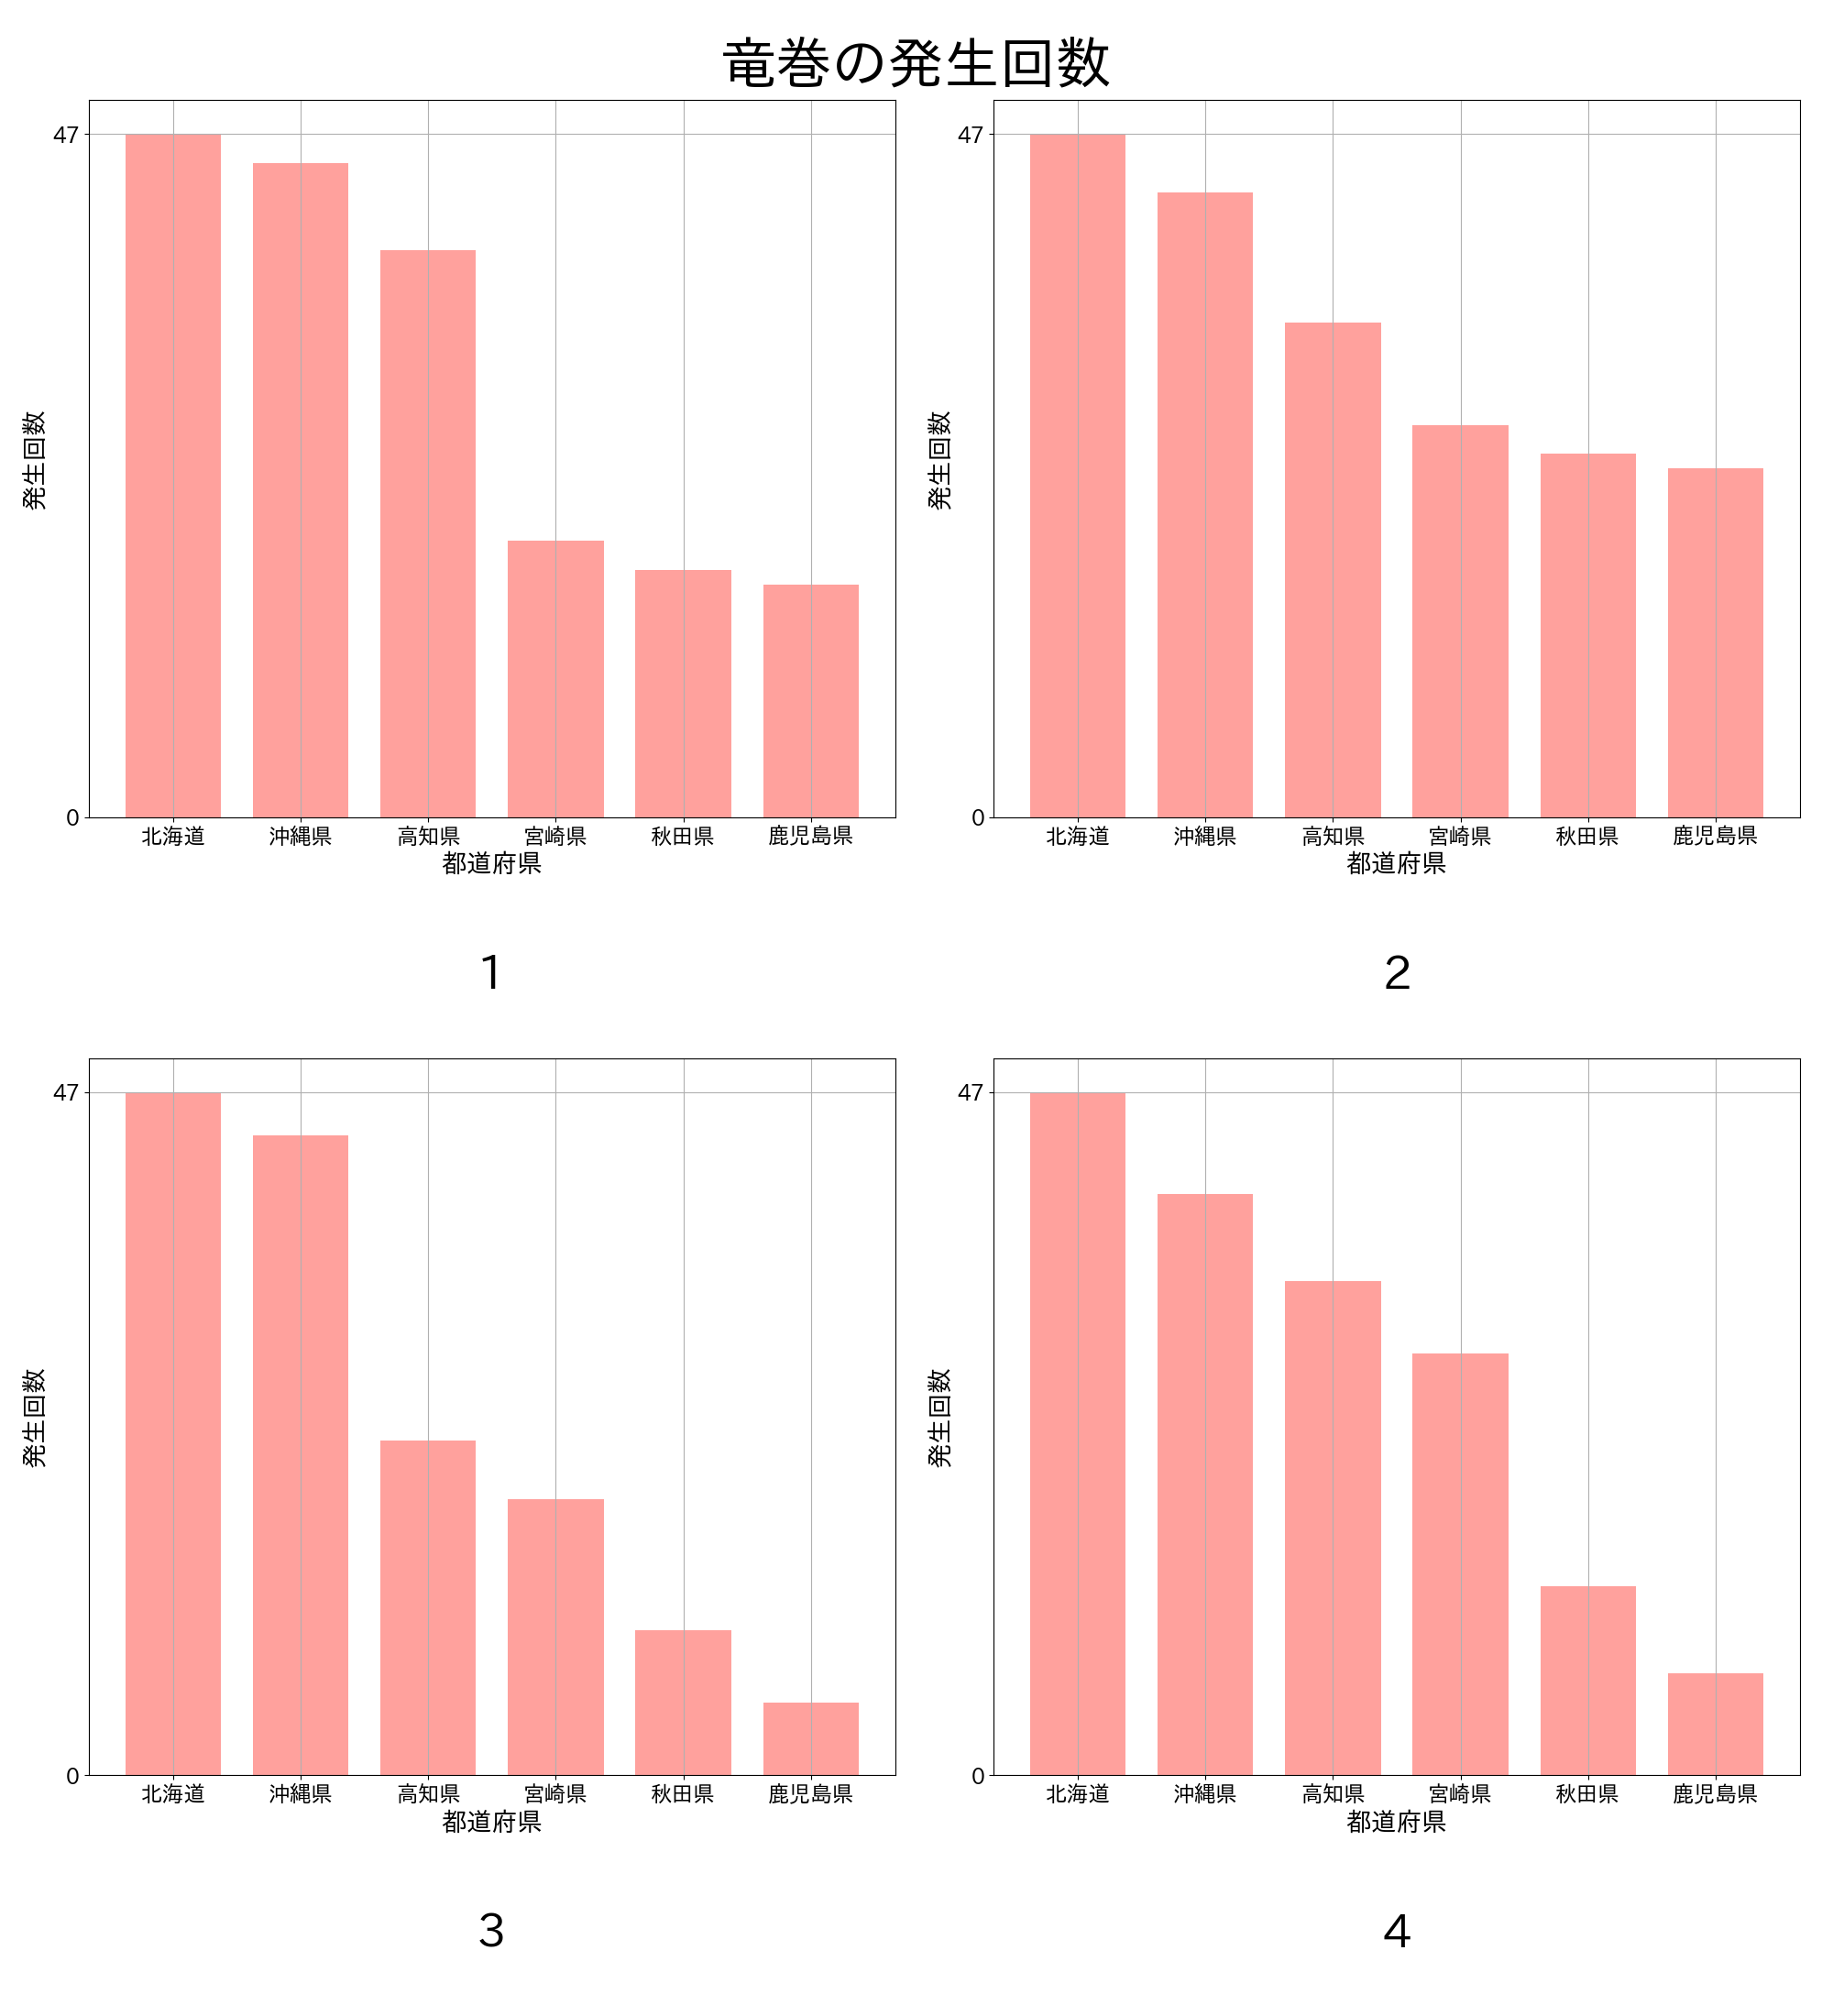 竜巻の発生回数
47
0
発生回数
北海道 沖縄県 高知県 宮崎県 秋田県 鹿児島県
都道府県
1
47
0
発生回数
北海道 沖縄県 高知県 宮崎県 秋田県 鹿児島県
都道府県
2
47
0
発生回数
北海道 沖縄県 高知県 宮崎県 秋田県 鹿児島県
都道府県
3
47
0
発生回数
北海道 沖縄県 高知県 宮崎県 秋田県 鹿児島県
都道府県
4